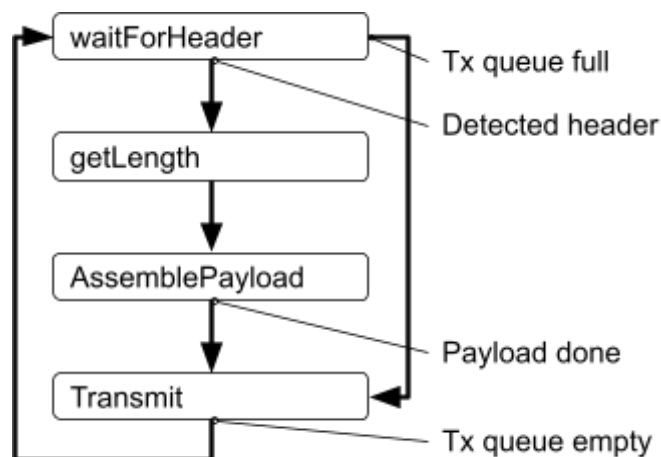 waitForHeader
Tx queue full
Detected header
getLength
AssemblePayload
Payload done
Transmit
Tx queue empty